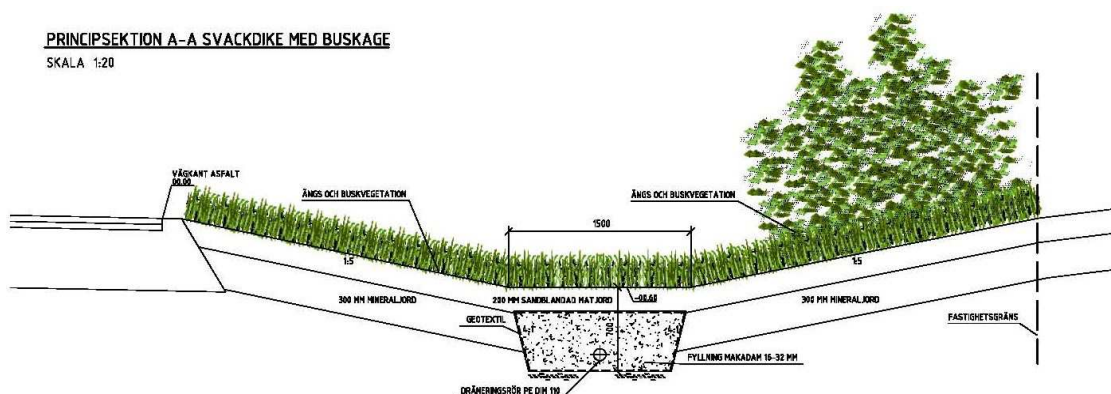 PRINCIPSEKTION A-A SVACKDIKE MED BUSKAGE
SKALA 1:20
VÄGKANT ASFALT
00.00
ÄNGS OCH BUSKVEGETATION
1500
ÄNGS OCH BUSKVEGETATION
1:5
1:5
300 MM MINERALJORD
200 MM SANDBLANDAD MATJORD
-00.60
300 MM MINERALJORD
GEOTEXTIL
4:1
700
FASTIGHETSGRÄNS
FYLLNING MAKADAM 16-32 MM
DRÄNERINGSRÖR PE DIM 110